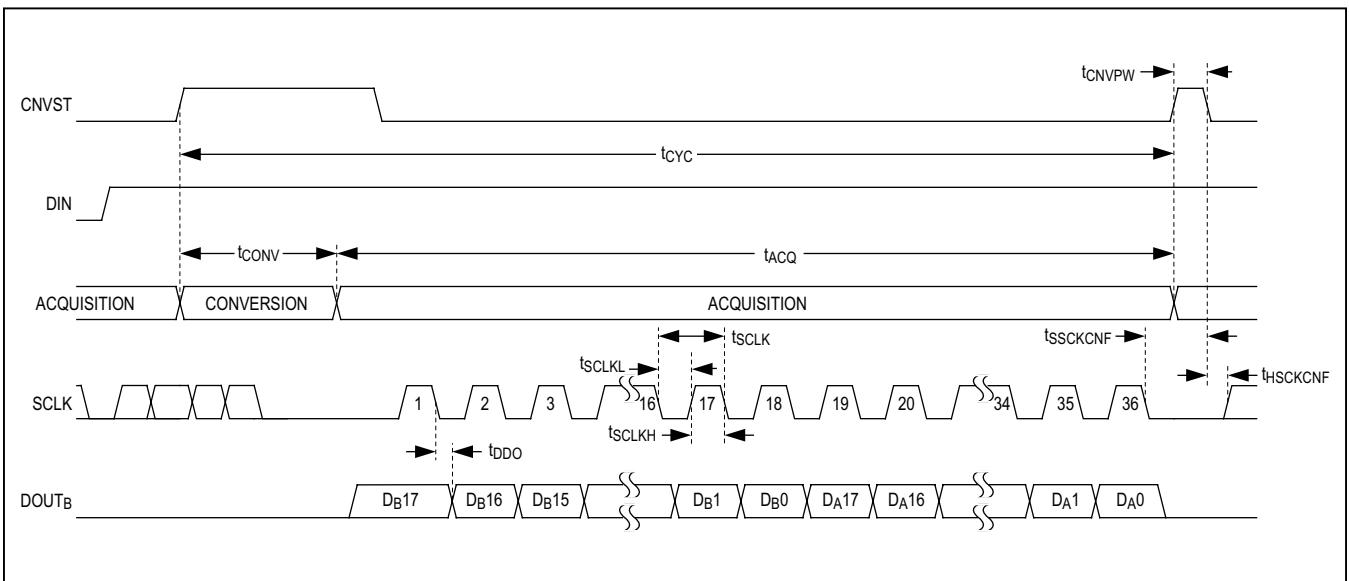 tCNVPW
CNVST
tCYC
DIN
tCONV tACQ
ACQUISITION CONVERSION ACQUISITION
tSCLK tSSCKCNF
tSCLKL tHSCKCNF
SCLK 1 2 3 16 17 18 19 20 34 35 36
tSCLKH
tDDO
DOUTB DB17 DB16 DB15 DB1 DB0 DA17 DA16 DA1 DA0